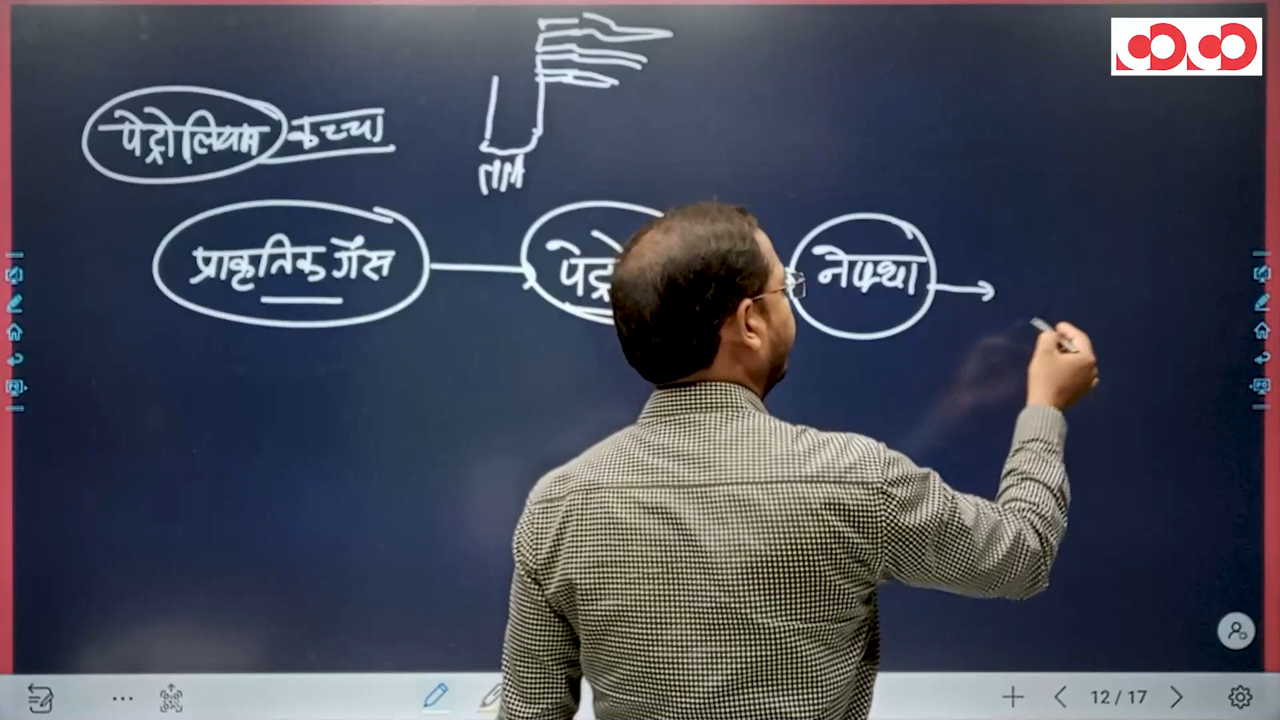 पेट्रोलियम कच्चा
प्राकृतिक गैस
नेफ्था
12 / 17